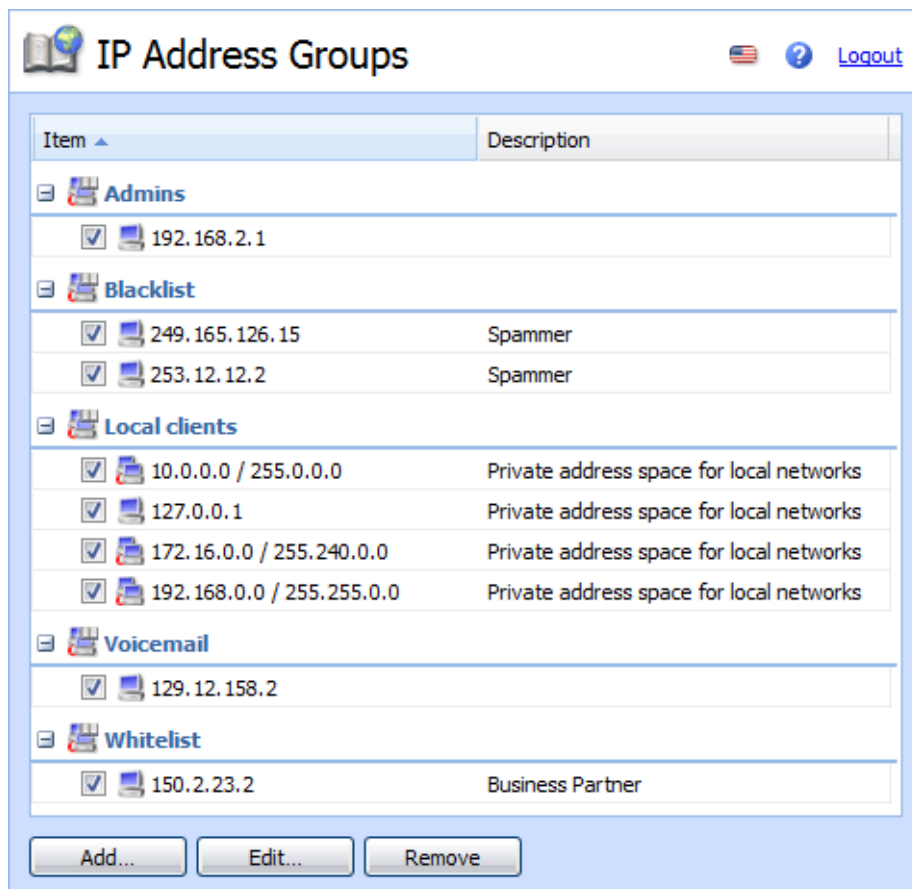 IP Address Groups Logout
Item Description
Admins
192.168.2.1
Blacklist
249.165.126.15 Spammer
253.12.12.2 Spammer
Local clients
10.0.0.0 / 255.0.0.0 Private address space for local networks
127.0.0.1 Private address space for local networks
172.16.0.0 / 255.240.0.0 Private address space for local networks
192.168.0.0 / 255.255.0.0 Private address space for local networks
Voicemail
129.12.158.2
Whitelist
150.2.23.2 Business Partner
Add... Edit... Remove